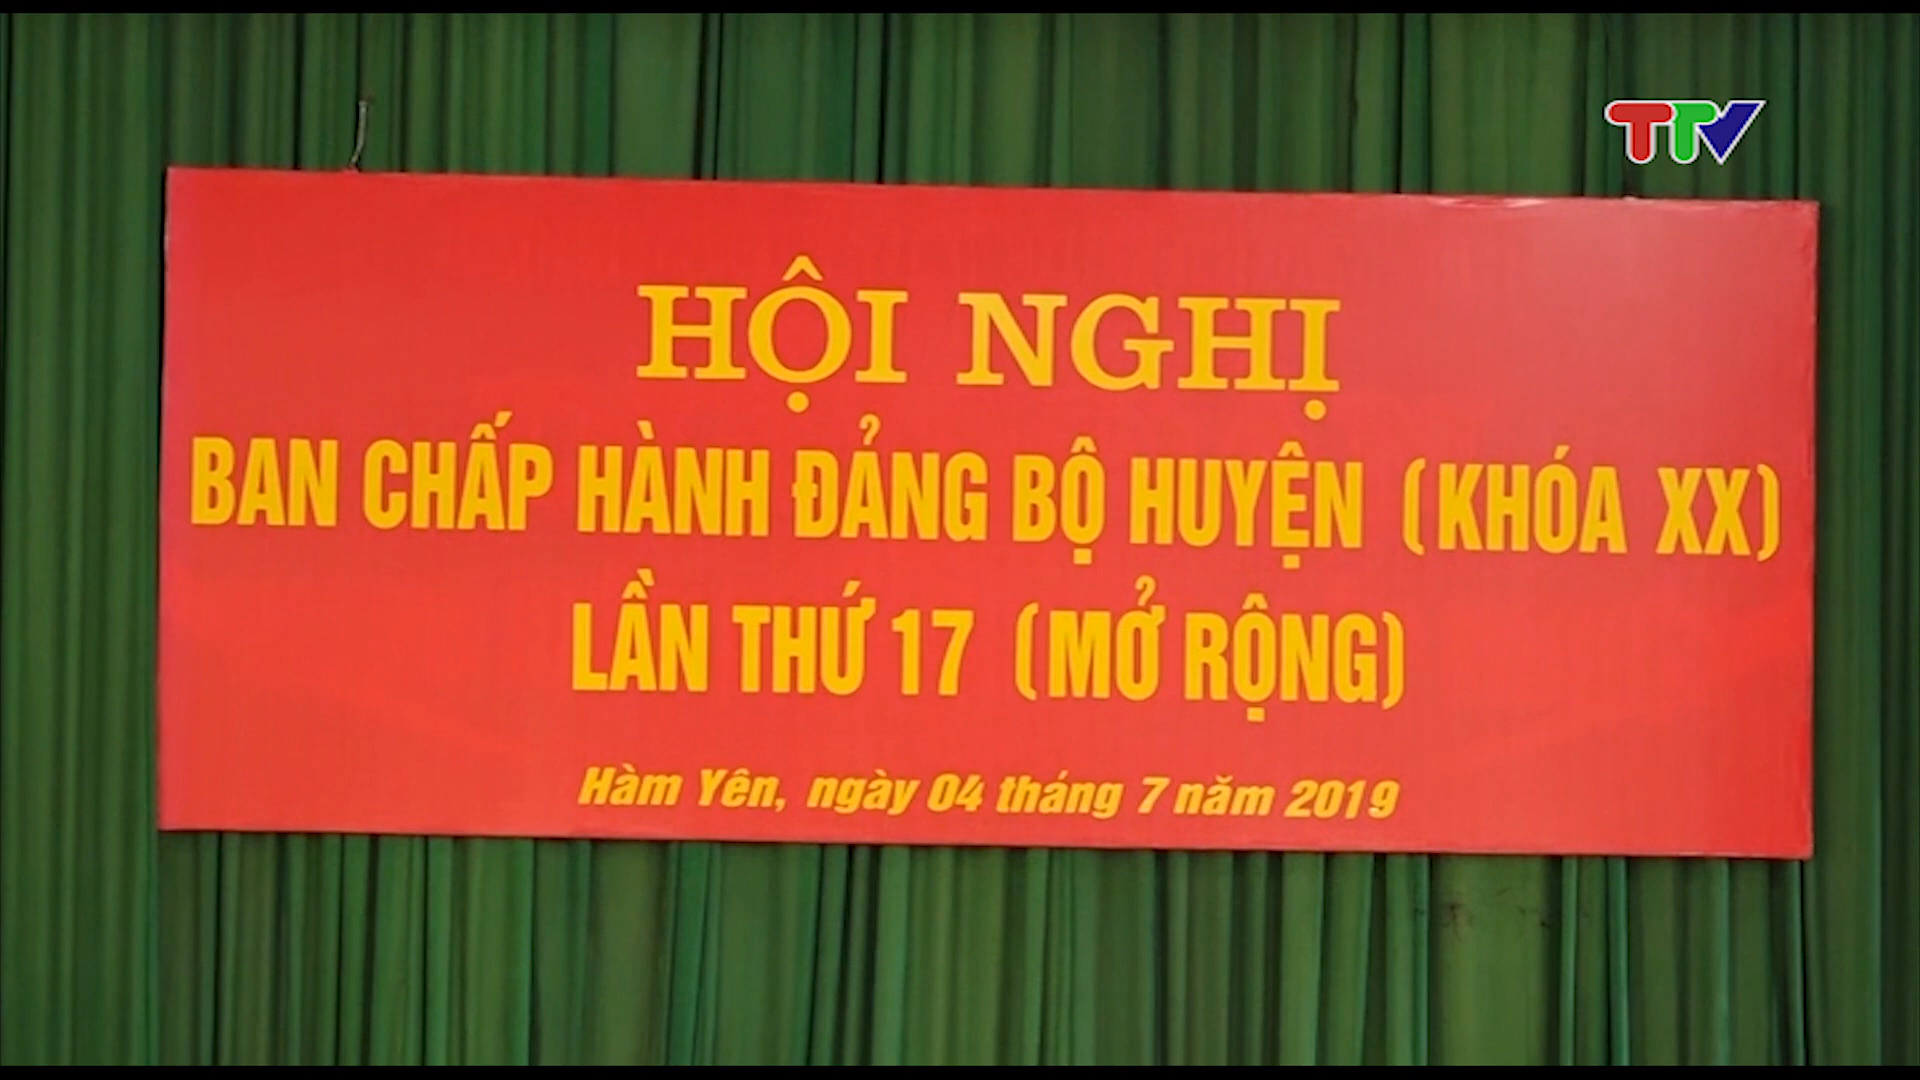 TTV
HỘI NGHỊ
BAN CHẤP HÀNH ĐẢNG BỘ HUYỆN (KHÓA XX)
LẦN THỨ 17 (MỞ RỘNG)
Hàm Yên, ngày 04 tháng 7 năm 2019